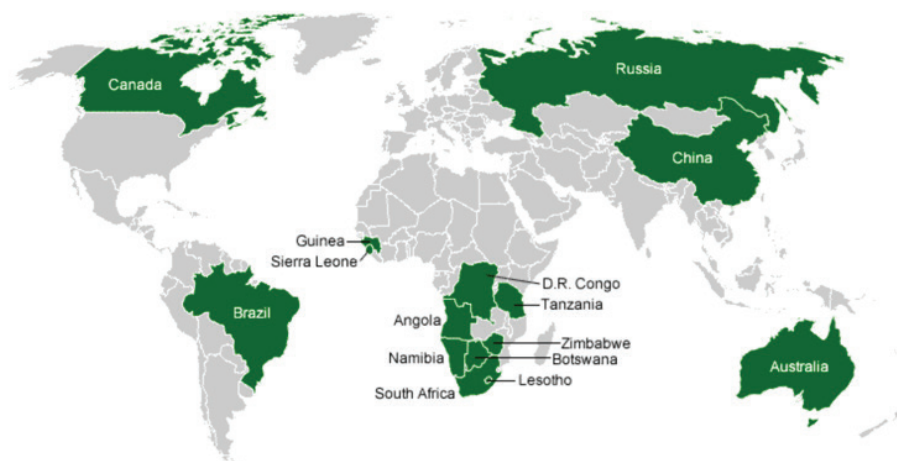 Canada
Russia
China
Guinea
Sierra Leone
D.R. Congo
Tanzania
Brazil
Angola
Zimbabwe
Namibia
Botswana
Australia
Lesotho
South Africa